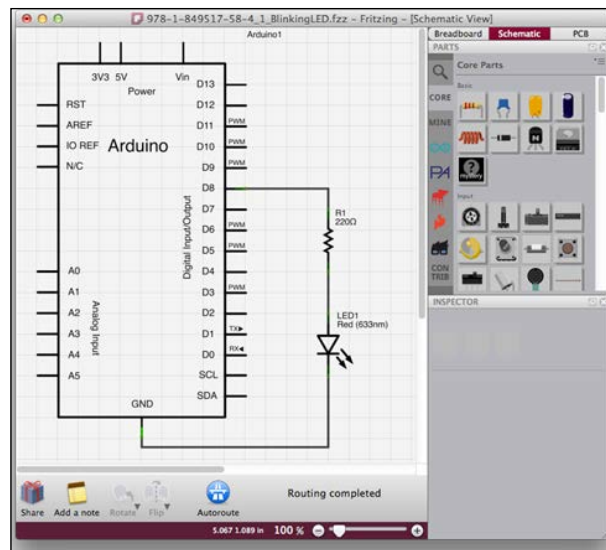 978-1-849517-58-4_1_BlinkingLED.fzz - Fritzing - [Schematic View]
Arduino1
Breadboard Schematic PCB
PARTS
Core Parts
CORE
MINE
CON
TRIB
Basic
mystery
Input
INSPECTOR
3V3 5V Vin
Power
Arduino
RST
AREF
IO REF
N/C
A0
A1
A2
A3
A4
A5
Analog Input
Digital Input/Output
D13
D12
D11 PWM
D10 PWM
D9 PWM
D8
D7
D6 PWM
D5 PWM
D4
D3 PWM
D2
D1 TX
D0 RX
SCL
SDA
GND
R1
220Ω
LED1
Red (633nm)
Share Add a note Rotate Flip Autoroute
Routing completed
5.067 1.089 in 100 %